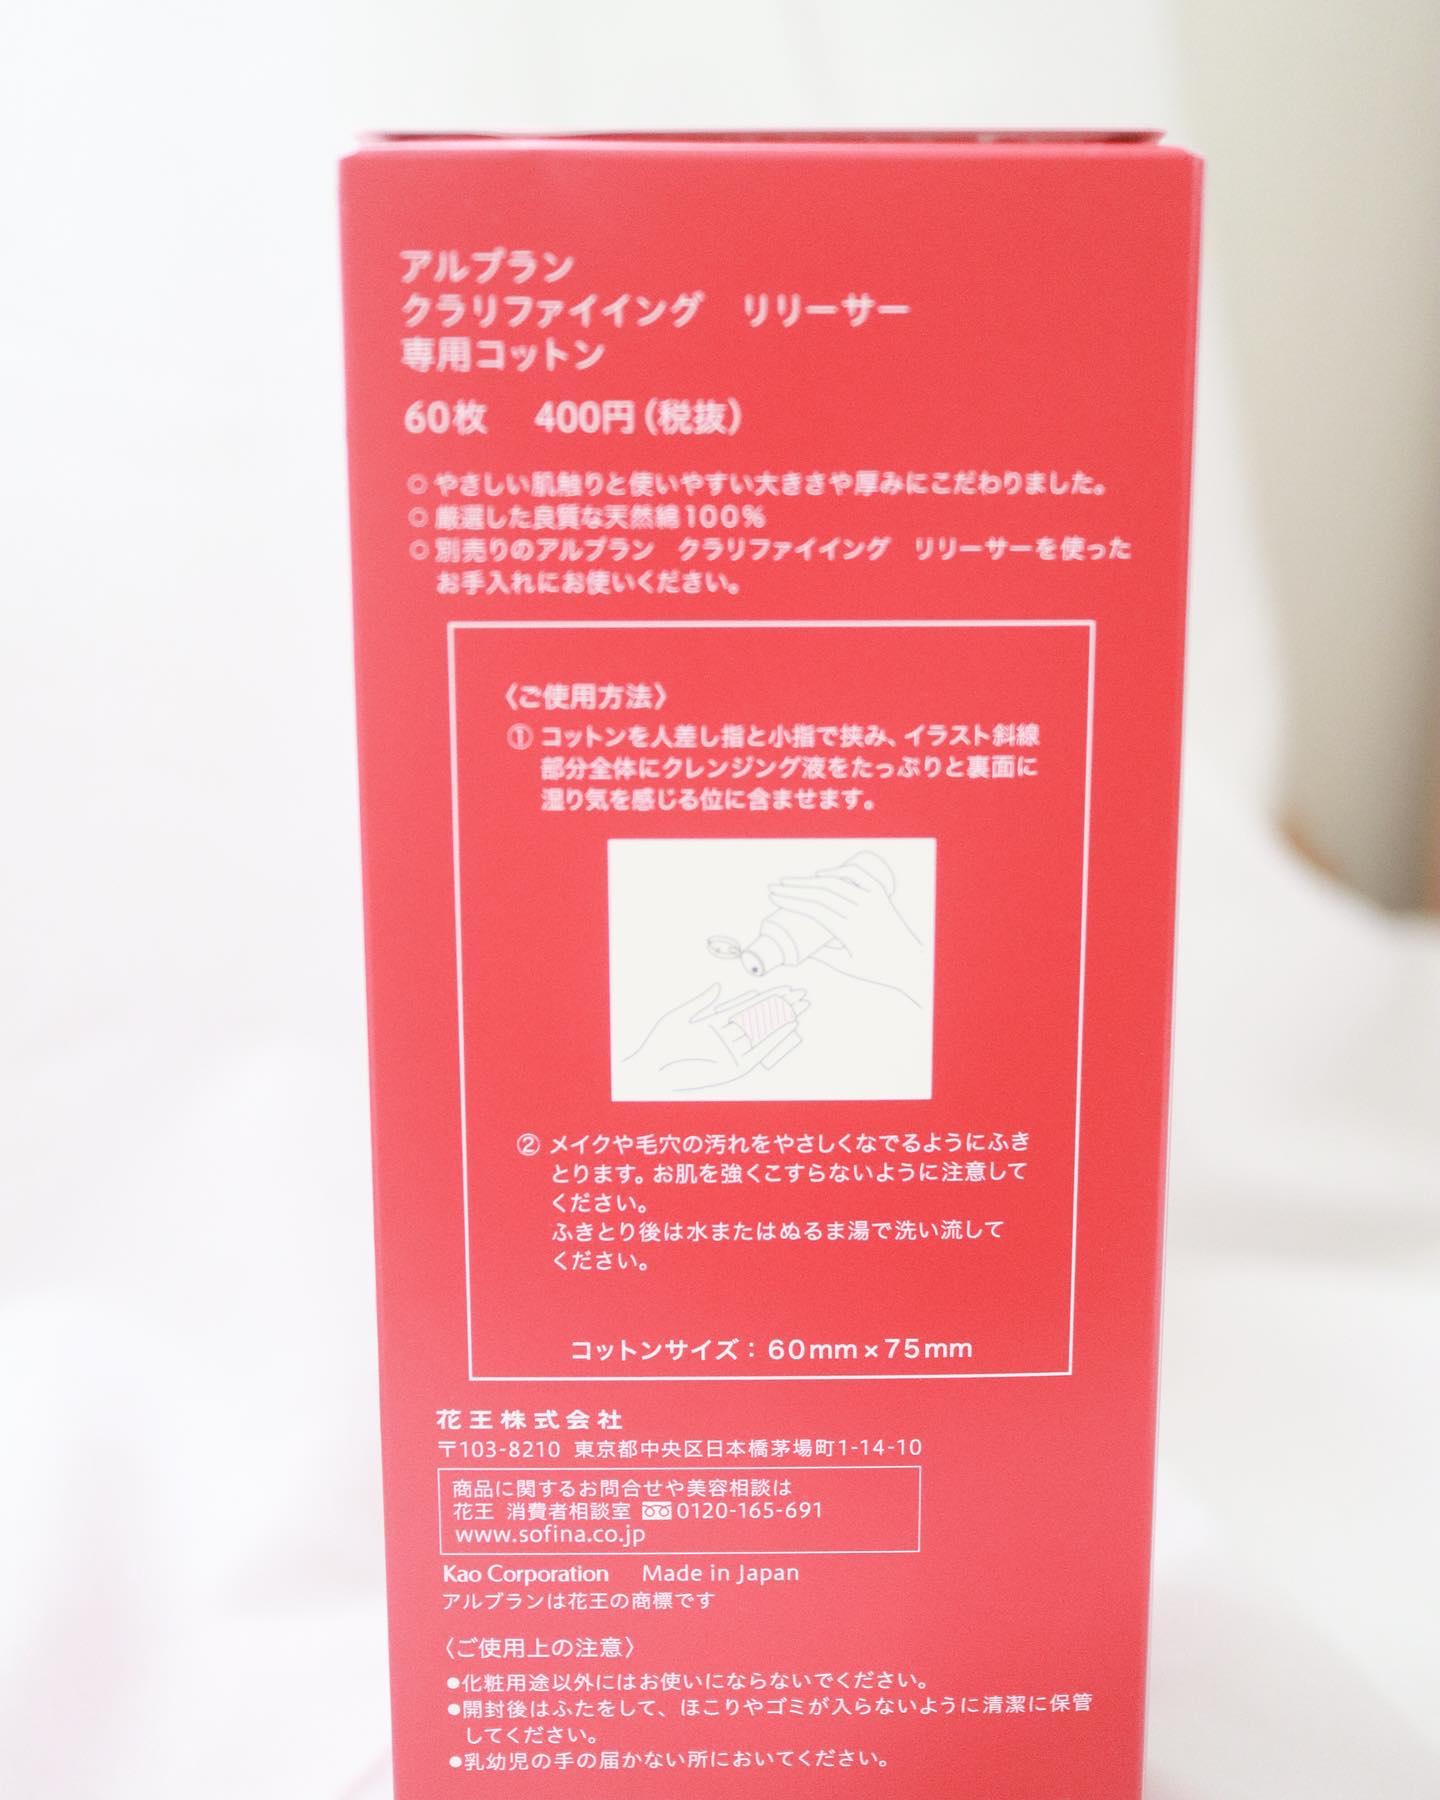 アルブラン
クラリファイイング　リリーサー
専用コットン
60枚　400円（税抜）
○ やさしい肌触りと使いやすい大きさや厚みにこだわりました。
○ 厳選した良質な天然綿100％
○ 別売りのアルブラン　クラリファイイング　リリーサーを使った
お手入れにお使いください。
〈ご使用方法〉
① コットンを人差し指と小指で挟み、イラスト斜線
部分全体にクレンジング液をたっぷりと裏面に
湿り気を感じる位に含ませます。
② メイクや毛穴の汚れをやさしくなでるようにふき
とります。お肌を強くこすらないように注意して
ください。
ふきとり後は水またはぬるま湯で洗い流して
ください。
コットンサイズ：60mm×75mm
花王株式会社
〒103-8210 東京都中央区日本橋茅場町1-14-10
商品に関するお問合せや美容相談は
花王 消費者相談室 0120-165-691
www.sofina.co.jp
Kao Corporation Made in Japan
アルブランは花王の商標です
〈ご使用上の注意〉
●化粧用途以外にはお使いにならないでください。
●開封後はふたをして、ほこりやゴミが入らないように清潔に保管
してください。
●乳幼児の手の届かない所においてください。